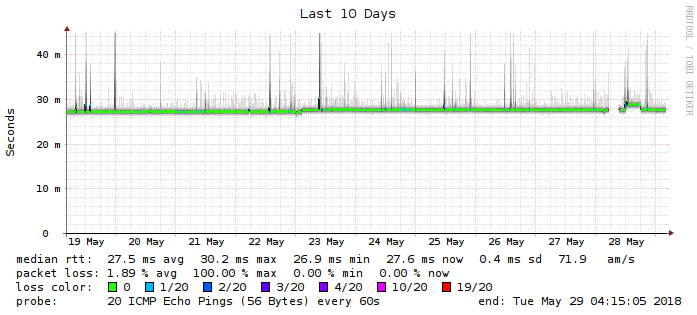 Last 10 Days
RRDTOOL / TOBI OETIKER
Seconds
40 m
30 m
20 m
10 m
0
19 May 20 May 21 May 22 May 23 May 24 May 25 May 26 May 27 May 28 May
median rtt: 27.5 ms avg 30.2 ms max 26.9 ms min 27.6 ms now 0.4 ms sd 71.9 am/s
packet loss: 1.89 % avg 100.00 % max 0.00 % min 0.00 % now
loss color: 0 1/20 2/20 3/20 4/20 10/20 19/20
probe: 20 ICMP Echo Pings (56 Bytes) every 60s end: Tue May 29 04:15:05 2018